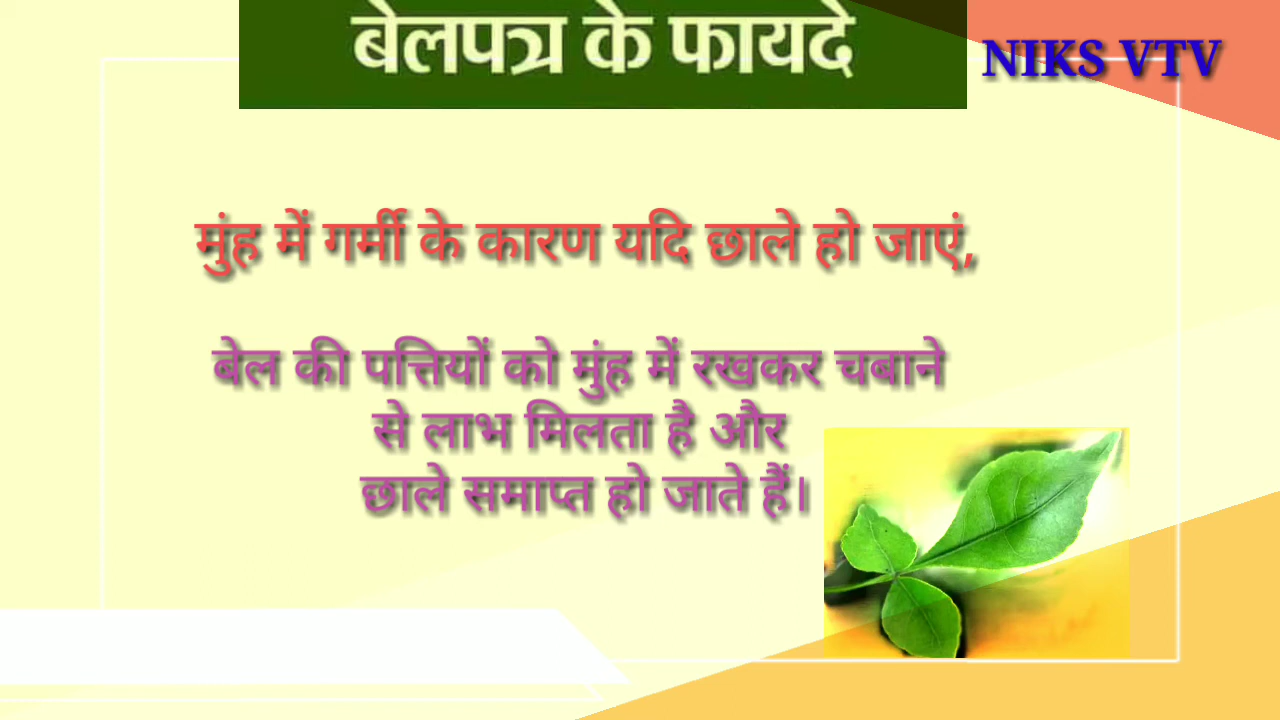 बेलपत्र के फायदे
NIKS VTV
मुंह में गर्मी के कारण यदि छाले हो जाएं,
बेल की पत्तियों को मुंह में रखकर चबाने
से लाभ मिलता है और
छाले समाप्त हो जाते हैं।